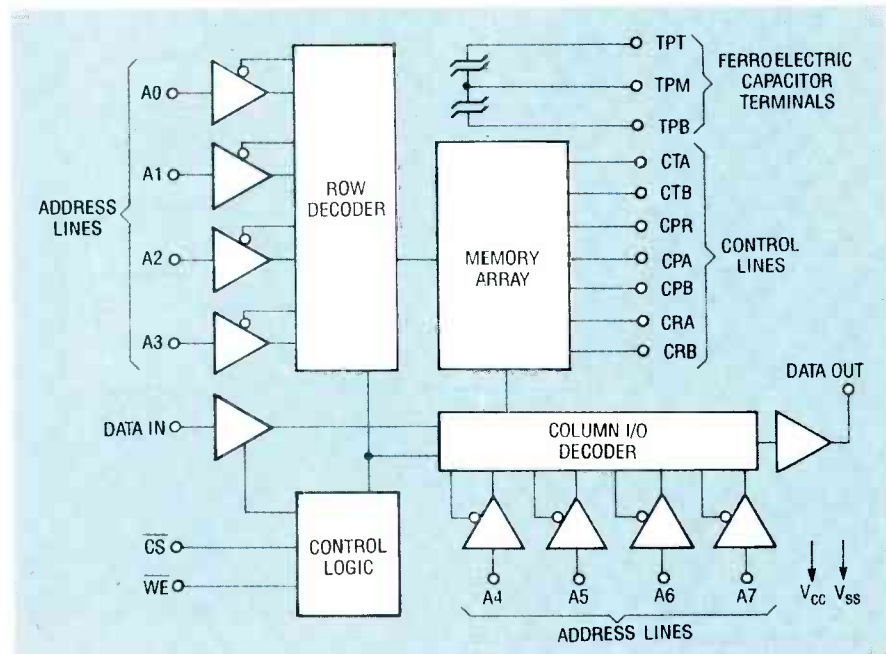 ADDRESS
LINES
A0
A1
A2
A3
ROW
DECODER
TPT
TPM
TPB
FERROELECTRIC
CAPACITOR
TERMINALS
MEMORY
ARRAY
CTA
CTB
CPR
CPA
CPB
CRA
CRB
CONTROL
LINES
DATA IN
COLUMN I/O
DECODER
DATA OUT
CS
WE
CONTROL
LOGIC
A4 A5 A6 A7
ADDRESS LINES
VCC VSS